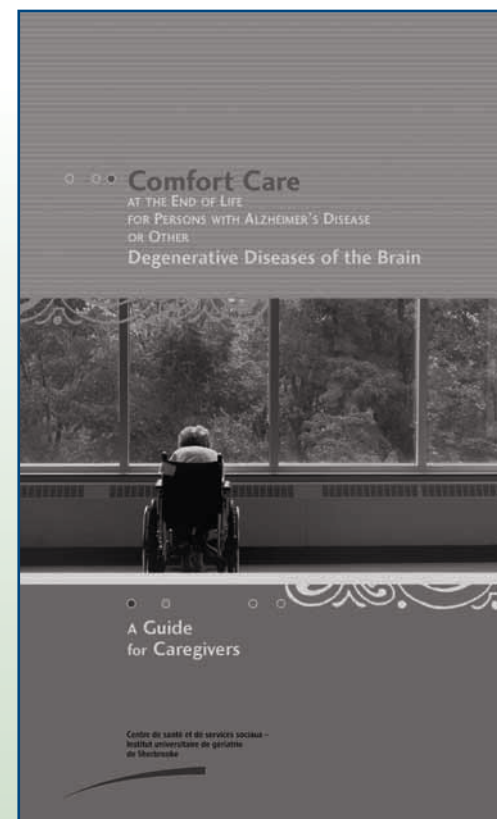 Comfort Care
AT THE END OF LIFE
FOR PERSONS WITH ALZHEIMER'S DISEASE
OR OTHER
Degenerative Diseases of the Brain
A Guide
for Caregivers
Centre de santé et de services sociaux –
Institut universitaire de gériatrie
de Sherbrooke